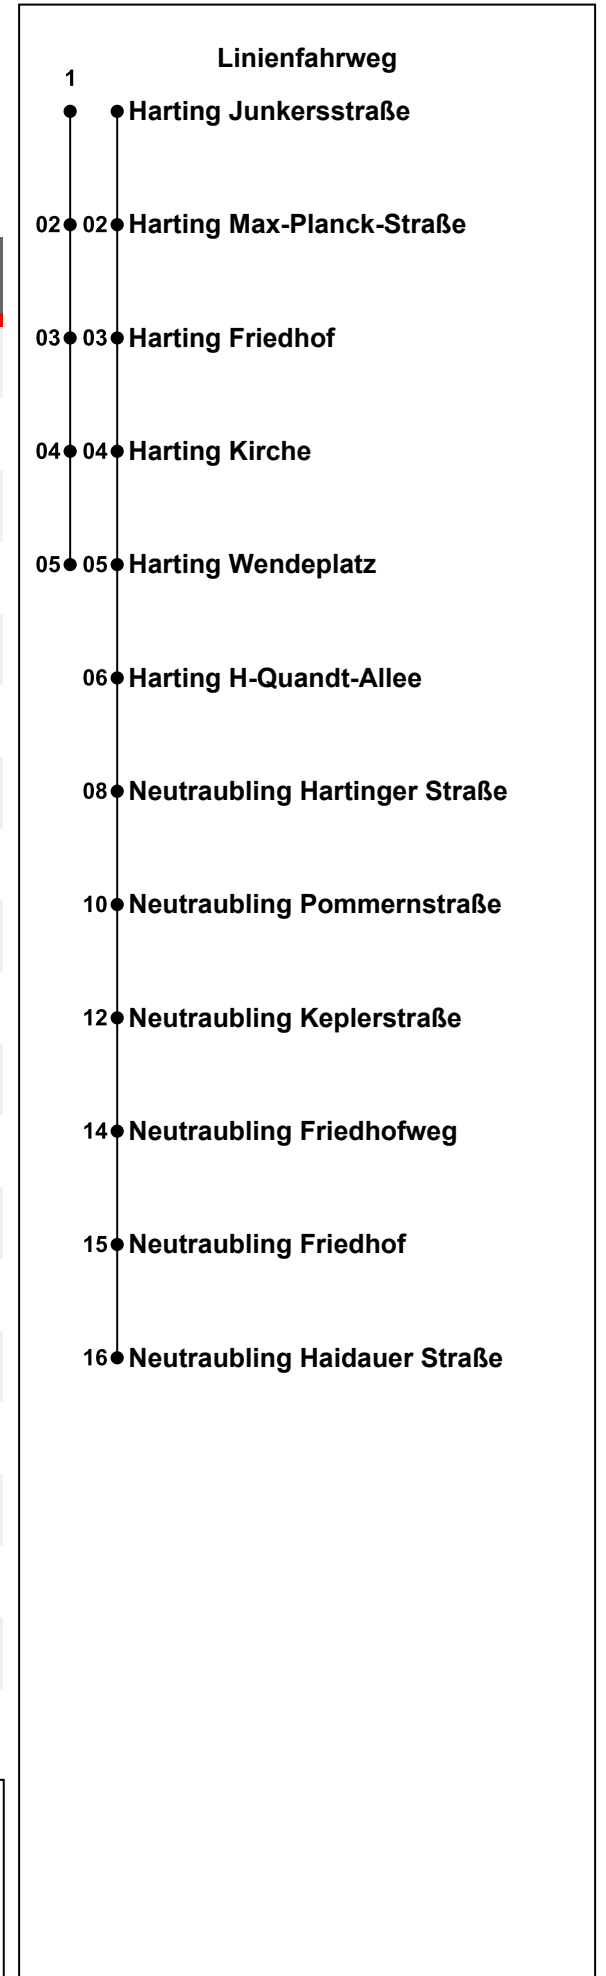 Linienfahrweg
1
Harting Junkersstraße
02 02 Harting Max-Planck-Straße
03 03 Harting Friedhof
04 04 Harting Kirche
05 05 Harting Wendeplatz
06 Harting H-Quandt-Allee
08 Neutraubling Hartinger Straße
10 Neutraubling Pommernstraße
12 Neutraubling Keplerstraße
14 Neutraubling Friedhofweg
15 Neutraubling Friedhof
16 Neutraubling Haidauer Straße